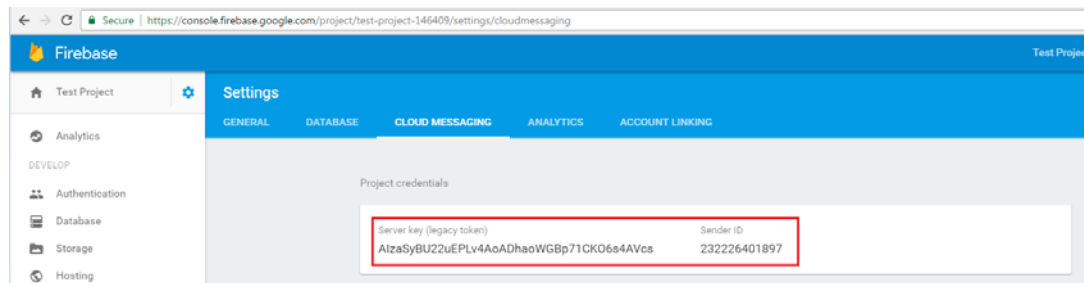 Secure | https://console.firebase.google.com/project/test-project-146409/settings/cloudmessaging
Firebase
Test Projec
Test Project
Settings
GENERAL DATABASE CLOUD MESSAGING ANALYTICS ACCOUNT LINKING
Analytics
DEVELOP
Project credentials
Authentication
Server key (legacy token) Sender ID
Database
AIzaSyBU22uEPLv4AoADhaoWGBp71CKO6s4AVcs 232226401897
Storage
Hosting